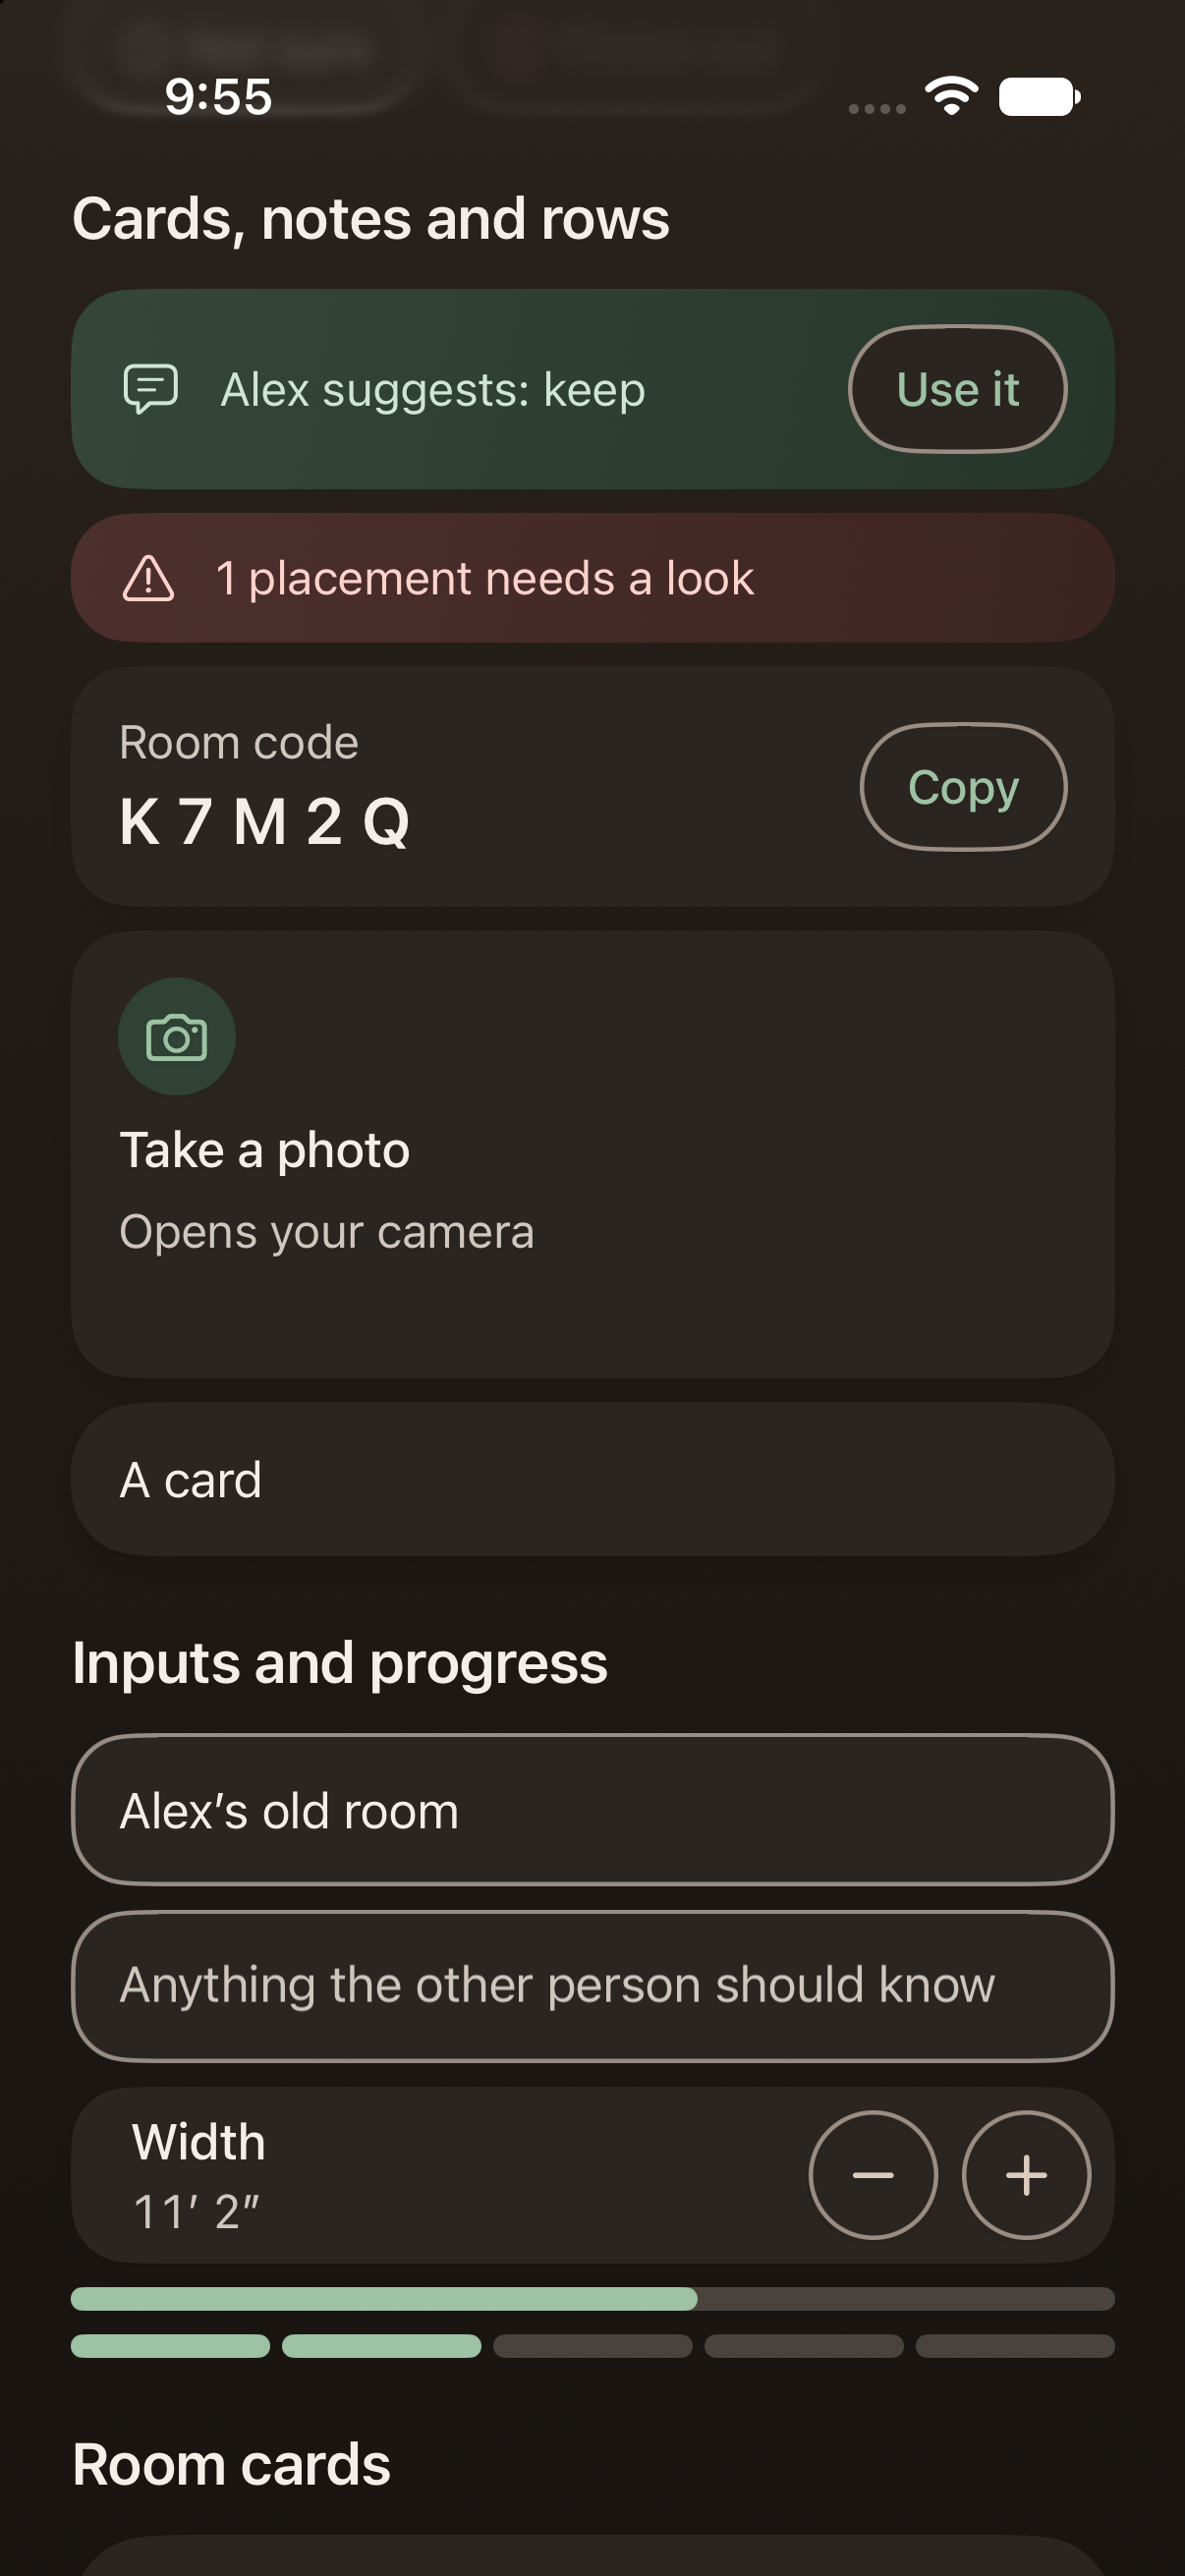 9:55
Cards, notes and rows
Alex suggests: keep
Use it
1 placement needs a look
Room code
K 7 M 2 Q
Copy
Take a photo
Opens your camera
A card
Inputs and progress
Alex’s old room
Anything the other person should know
Width
11′ 2″
Room cards